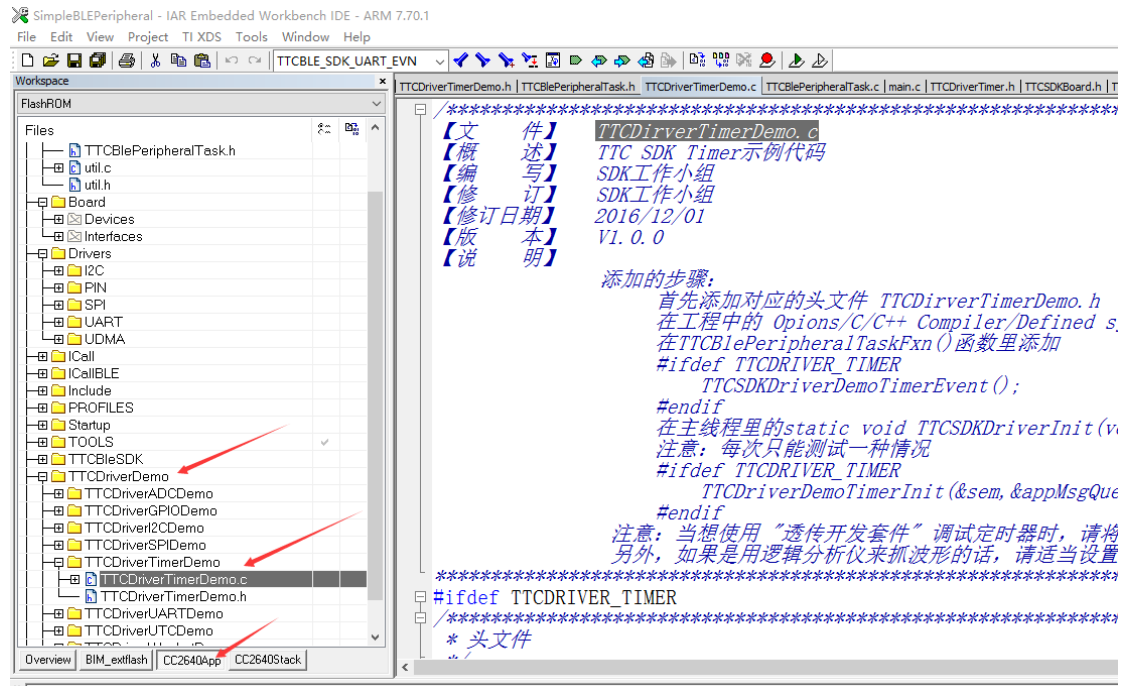 SimpleBLEPeripheral - IAR Embedded Workbench IDE - ARM 7.70.1
File Edit View Project TI XDS Tools Window Help
TTCBLE_SDK_UART_EVN
Workspace
FlashROM
Files
TTCBlePeripheralTask.h
util.c
util.h
Board
Devices
Interfaces
Drivers
I2C
PIN
SPI
UART
UDMA
ICall
ICallBLE
Include
PROFILES
Startup
TOOLS
TTCBleSDK
TTCDriverDemo
TTCDriverADCDemo
TTCDriverGPIODemo
TTCDriverI2CDemo
TTCDriverSPIDemo
TTCDriverTimerDemo
TTCDriverTimerDemo.c
TTCDriverTimerDemo.h
TTCDriverUARTDemo
TTCDriverUTCDemo
Overview BIM_extflash CC2640App CC2640Stack
TTCDriverTimerDemo.h TTCBlePeripheralTask.h TTCDriverTimerDemo.c TTCBlePeripheralTask.c main.c TTCDriverTimer.h TTCSDKBoard.h
【文 件】 TTCDirverTimerDemo.c
【概 述】 TTC SDK Timer示例代码
【编 写】 SDK工作小组
【修 订】 SDK工作小组
【修订日期】 2016/12/01
【版 本】 V1.0.0
【说 明】
添加的步骤:
首先添加对应的头文件 TTCDirverTimerDemo.h
在工程中的 Opions/C/C++ Compiler/Defined s
在TTCBlePeripheralTaskFxn()函数里添加
#ifdef TTCDRIVER_TIMER
TTCSDKDriverDemoTimerEvent();
#endif
在主线程里的static void TTCSDKDriverInit(v
注意: 每次只能测试一种情况
#ifdef TTCDRIVER_TIMER
TTCDriverDemoTimerInit(&sem,&appMsgQue
#endif
注意: 当想使用 "透传开发套件" 调试定时器时, 请将
另外, 如果是用逻辑分析仪来抓波形的话, 请适当设置
#ifdef TTCDRIVER_TIMER
* 头文件